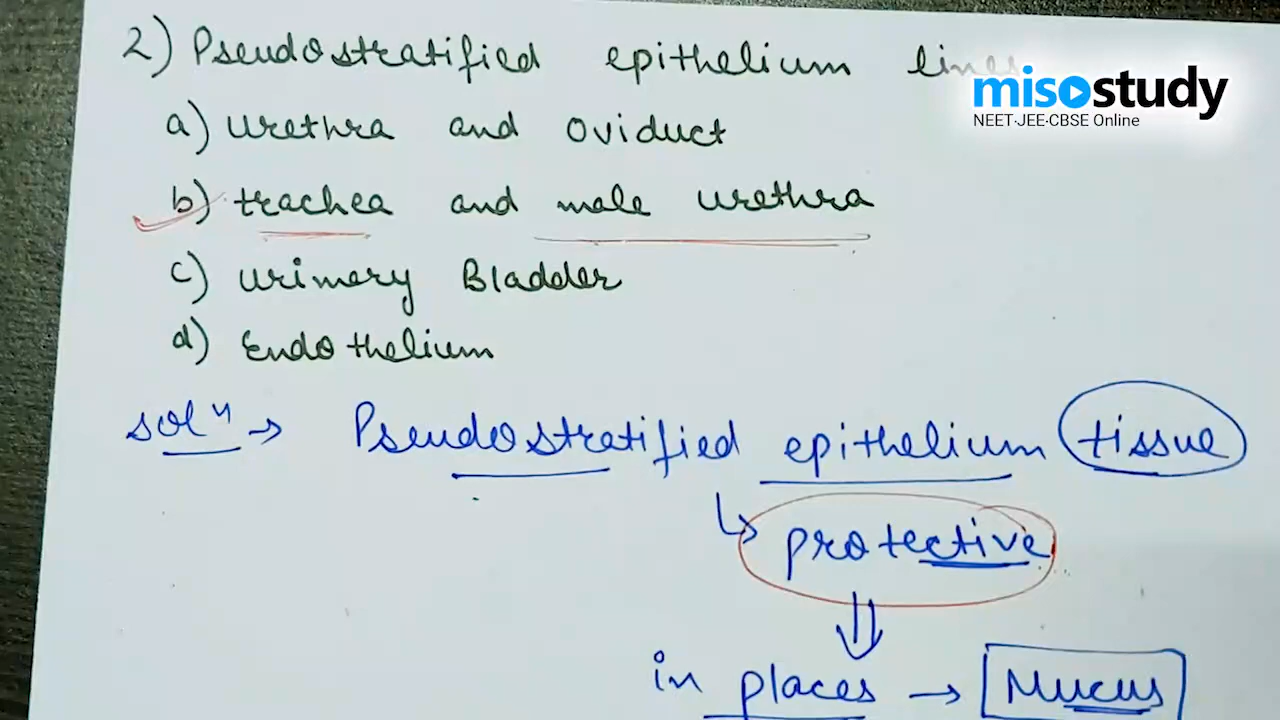 2) Pseudostratified epithelium lines
misostudy
NEET-JEE-CBSE Online
a) urethra and oviduct
b) trachea and male urethra
c) urinery Bladder
d) Endothelium
soln → Pseudostratified epithelium tissue
↳ protective
⇓
in places → Mucus